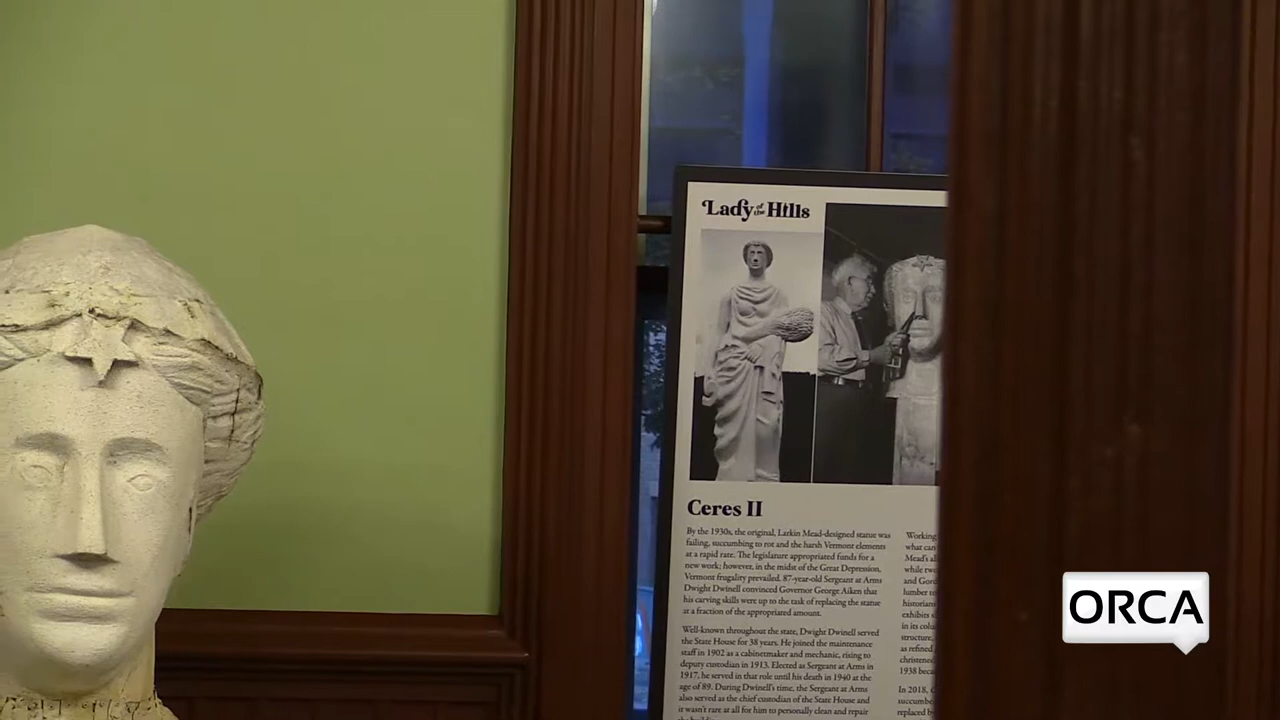 Lady of the Hills
Ceres II
By the 1930s, the original, Larkin Mead-designed statue was
failing, succumbing to rot and the harsh Vermont elements
at a rapid rate. The legislature appropriated funds for a
new work; however, in the midst of the Great Depression,
Vermont frugality prevailed. 87-year-old Sergeant at Arms
Dwight Dwinell convinced Governor George Aiken that
his carving skills were up to the task of replacing the statue
at a fraction of the appropriated amount.
Well-known throughout the state, Dwight Dwinell served
the State House for 38 years. He joined the maintenance
staff in 1902 as a cabinetmaker and mechanic, rising to
deputy custodian in 1913. Elected as Sergeant at Arms in
1917, he served in that role until his death in 1940 at the
age of 89. During Dwinell's time, the Sergeant at Arms
also served as the chief custodian of the State House and
it wasn't rare at all for him to personally clean and repair
Working
what can
Mead's al
while two
and Gor
lumber to
historians
exhibits s
in its colu
structure,
as refined
christene
1938 beca
In 2018, C
succumbe
replaced b
ORCA